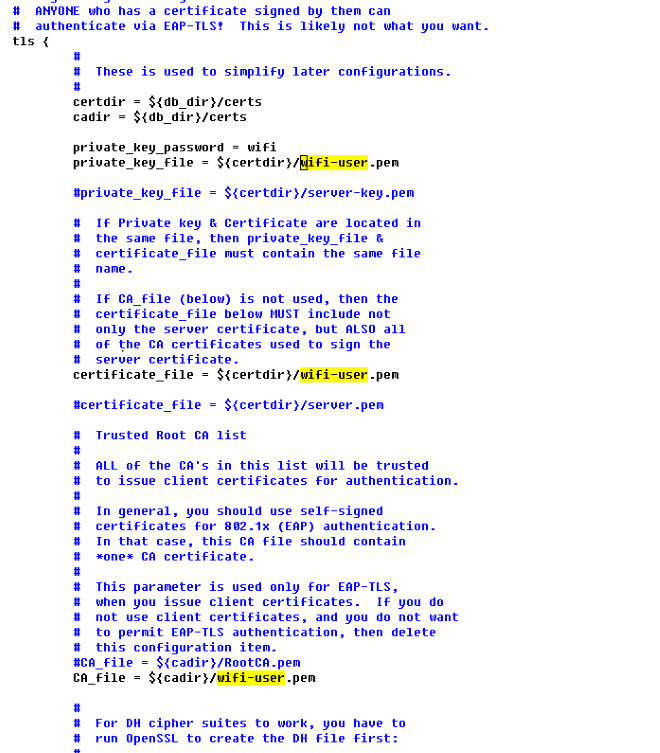 #  ANYONE who has a certificate signed by them can
#  authenticate via EAP-TLS!  This is likely not what you want.
tls {
#
#  These is used to simplify later configurations.
#
certdir = ${db_dir}/certs
cadir = ${db_dir}/certs
private_key_password = wifi
private_key_file = ${certdir}/wifi-user.pem
#private_key_file = ${certdir}/server-key.pem
#  If Private key & Certificate are located in
#  the same file, then private_key_file &
#  certificate_file must contain the same file
#  name.
#
#  If CA_file (below) is not used, then the
#  certificate_file below MUST include not
#  only the server certificate, but ALSO all
#  of the CA certificates used to sign the
#  server certificate.
certificate_file = ${certdir}/wifi-user.pem
#certificate_file = ${certdir}/server.pem
#  Trusted Root CA list
#
#  ALL of the CA's in this list will be trusted
#  to issue client certificates for authentication.
#
#  In general, you should use self-signed
#  certificates for 802.1x (EAP) authentication.
#  In that case, this CA file should contain
#  *one* CA certificate.
#
#  This parameter is used only for EAP-TLS,
#  when you issue client certificates.  If you do
#  not use client certificates, and you do not want
#  to permit EAP-TLS authentication, then delete
#  this configuration item.
#CA_file = ${cadir}/RootCA.pem
CA_file = ${cadir}/wifi-user.pem
#
#  For DH cipher suites to work, you have to
#  run OpenSSL to create the DH file first:
#